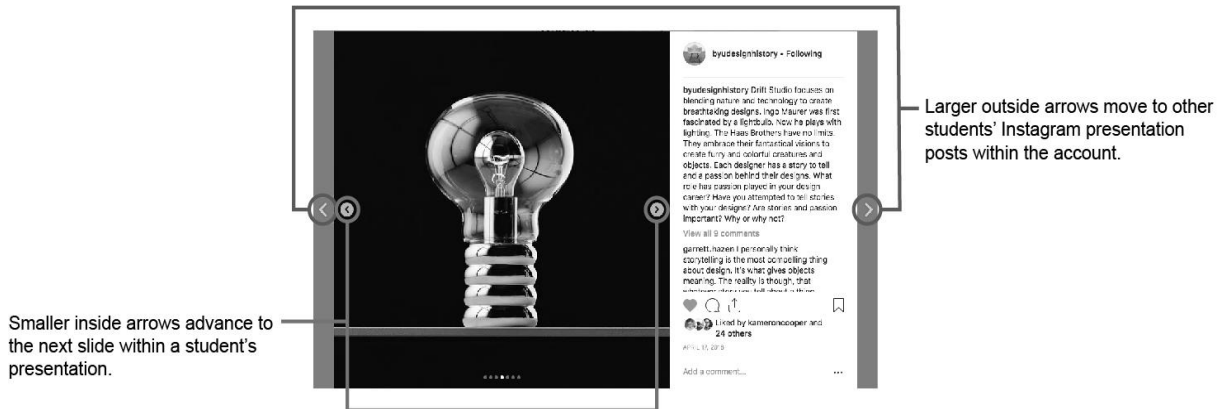 byudesignhistory • Following
byudesignhistory Drift Studio focuses on
blending nature and technology to create
breathtaking designs. Ingo Maurer was first
fascinated by a lightbulb. Now he plays with
lighting. The Haas Brothers have no limits.
They embrace their fantastical visions to
create furry and colorful creatures and
objects. Each designer has a story to tell
and a passion behind their designs. What
role has passion played in your design
career? Have you attempted to tell stories
with your designs? Are stories and passion
important? Why or why not?
View all 9 comments
garrett.hazen I personally think
storytelling is the most compelling thing
about design. It's what gives objects
meaning. The reality is though, that
Liked by kameroncooper and
24 others
Add a comment...
Larger outside arrows move to other
students' Instagram presentation
posts within the account.
Smaller inside arrows advance to
the next slide within a student's
presentation.